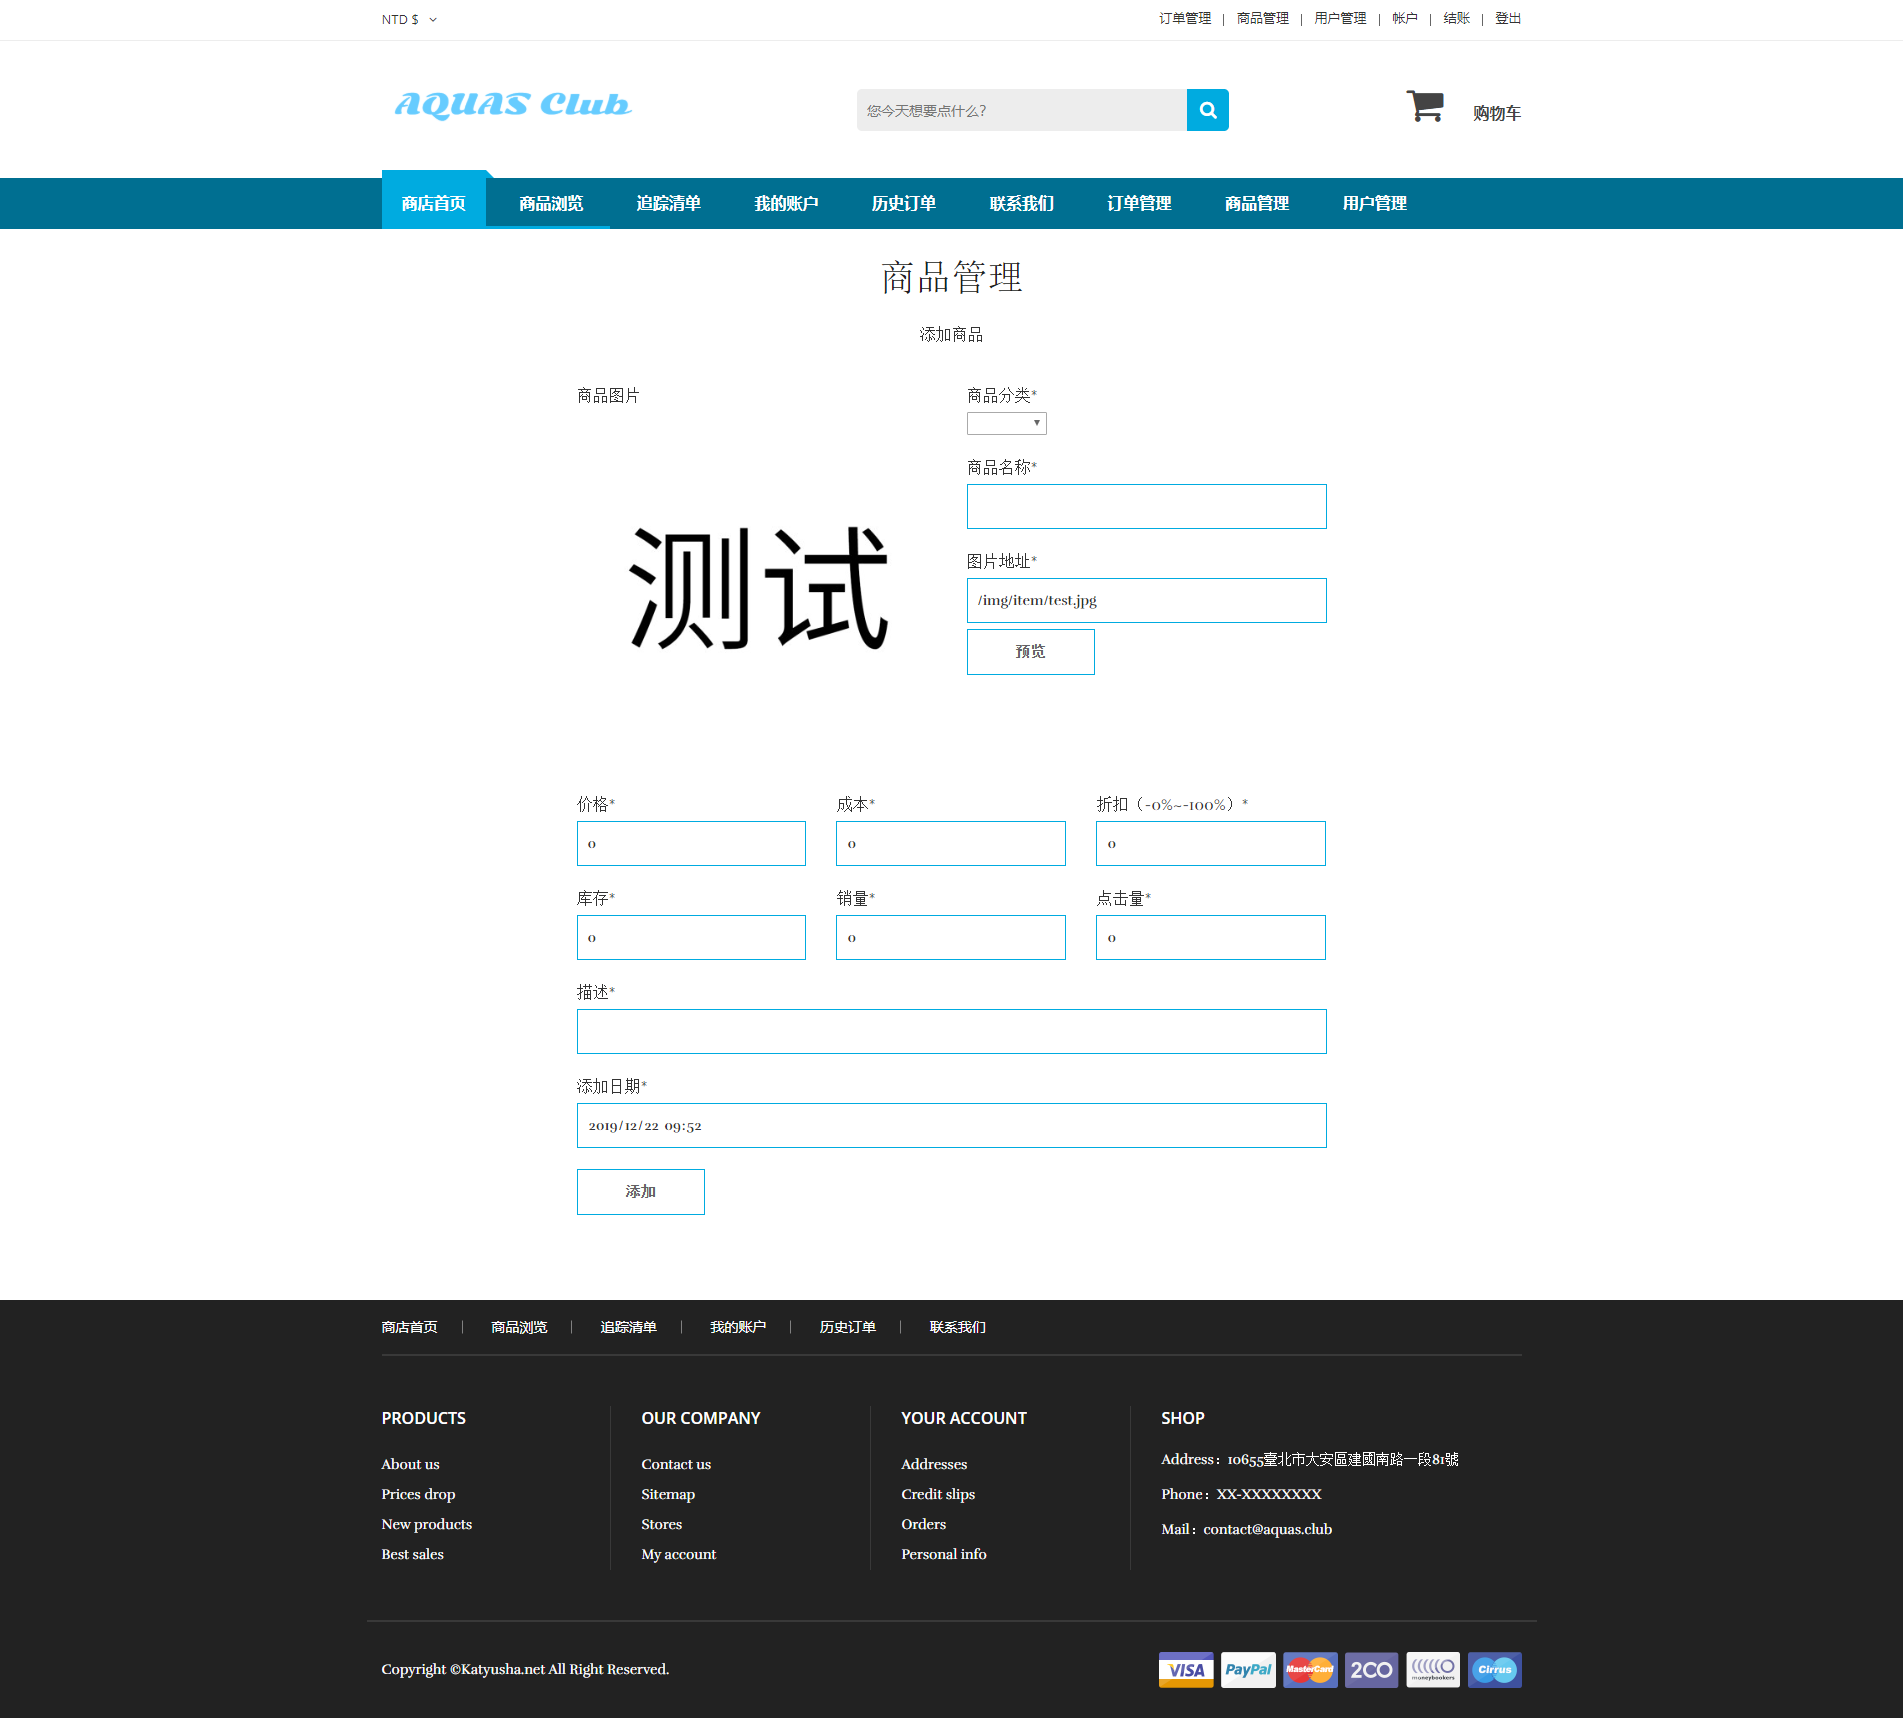 NTD $
订单管理 | 商品管理 | 用户管理 | 帐户 | 结账 | 登出
AQUAS Club
您今天想要点什么?
购物车
商店首页 商品浏览 追踪清单 我的账户 历史订单 联系我们 订单管理 商品管理 用户管理
商品管理
添加商品
商品图片
测试
商品分类*
商品名称*
图片地址*
/img/item/test.jpg
预览
价格* 成本* 折扣（-0%~-100%）*
0 0 0
库存* 销量* 点击量*
0 0 0
描述*
添加日期*
2019/12/22 09:52
添加
商店首页 | 商品浏览 | 追踪清单 | 我的账户 | 历史订单 | 联系我们
PRODUCTS
About us
Prices drop
New products
Best sales
OUR COMPANY
Contact us
Sitemap
Stores
My account
YOUR ACCOUNT
Addresses
Credit slips
Orders
Personal info
SHOP
Address：10655臺北市大安區建國南路一段81號
Phone：XX-XXXXXXXX
Mail：contact@aquas.club
Copyright ©Katyusha.net All Right Reserved.
VISA PayPal MasterCard 2CO moneybookers Cirrus